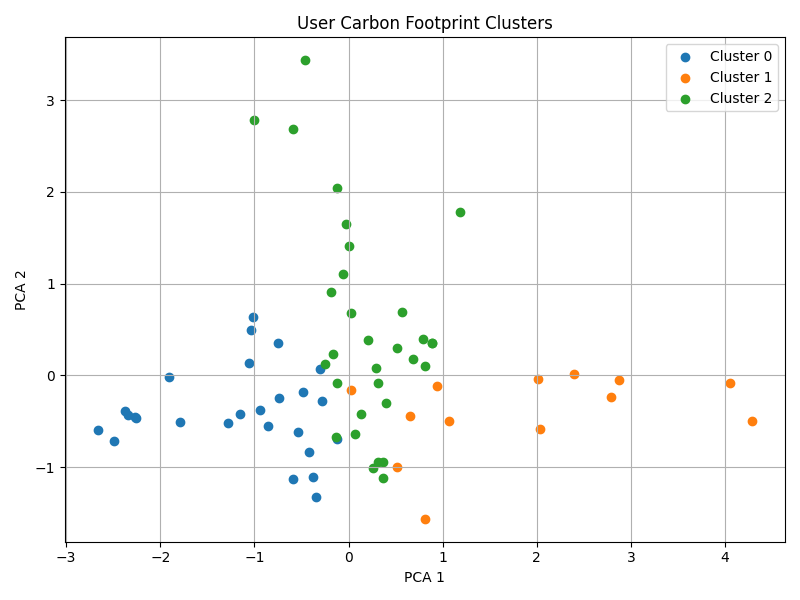 User Carbon Footprint Clusters
Cluster 0
Cluster 1
Cluster 2
PCA 2
3
2
1
0
−1
−3 −2 −1 0 1 2 3 4
PCA 1